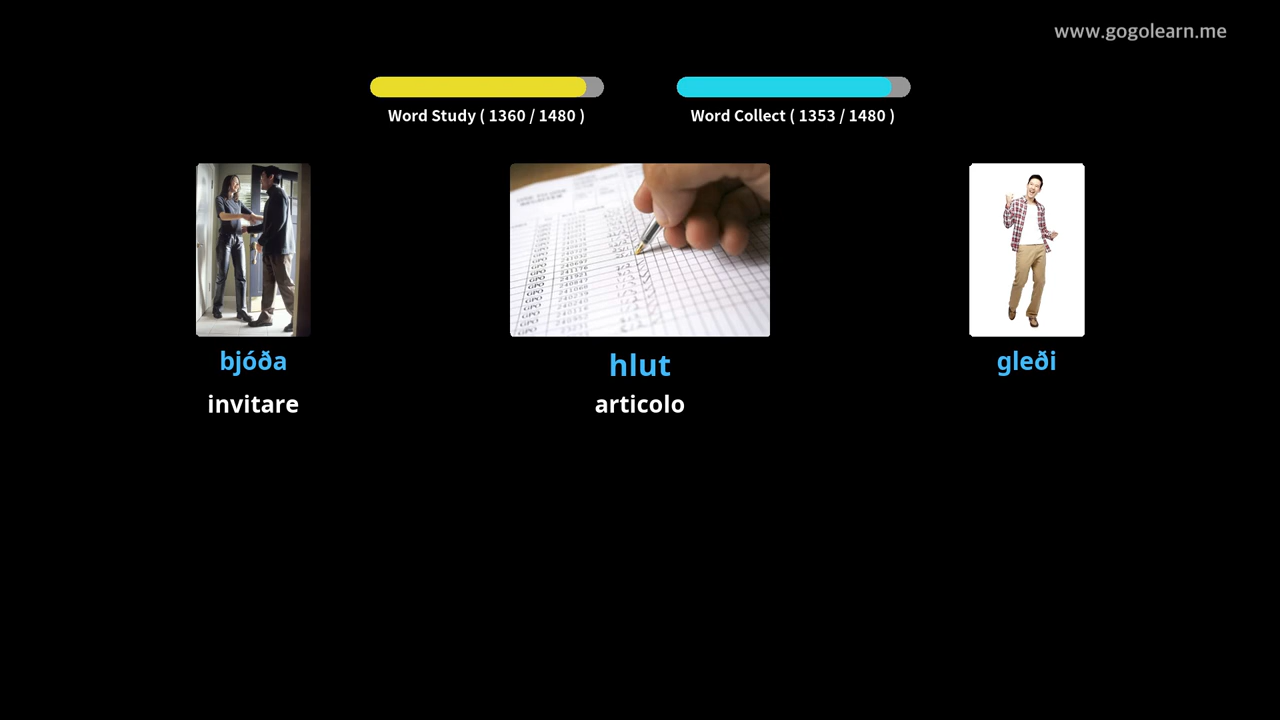 www.gogolearn.me
Word Study ( 1360 / 1480 )
Word Collect ( 1353 / 1480 )
bjóða
hlut
gleði
invitare
articolo